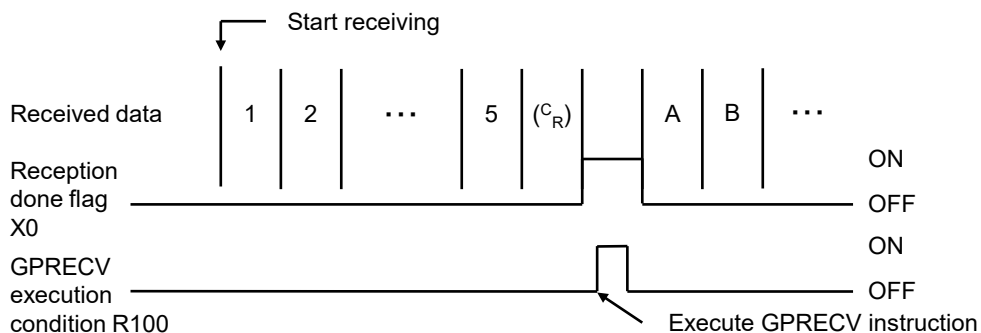 Start receiving
Received data
1 2 ... 5 (CR) A B ...
Reception
done flag
X0
ON
OFF
ON
GPRECV
execution
condition R100
OFF
Execute GPRECV instruction